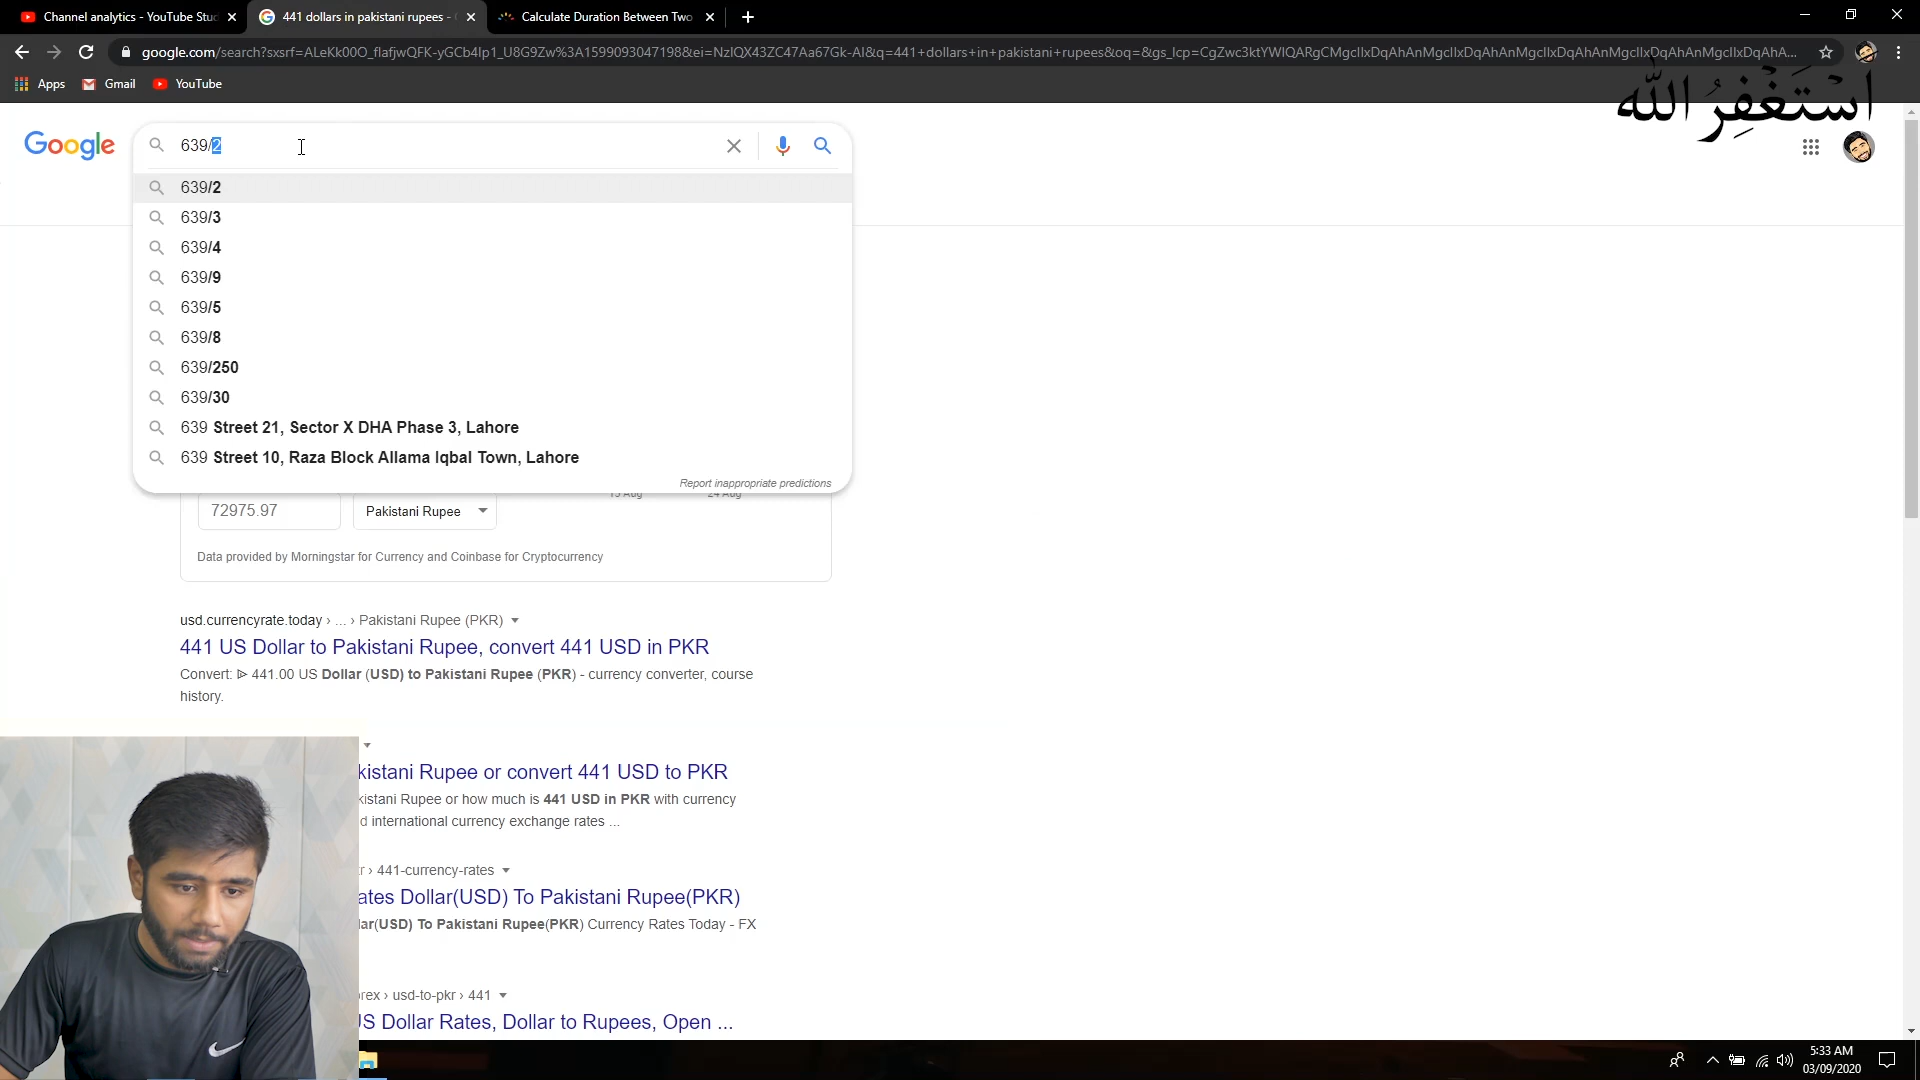 Channel analytics - YouTube Stu
441 dollars in pakistani rupees -
Calculate Duration Between Two
google.com/search?sxsrf=ALeKk00O_flafjwQFK-yGCb4Ip1_U8G9Zw%3A1599093047198&ei=NzlQX43ZC47Aa67Gk-AI&q=441+dollars+in+pakistani+rupees&oq=&gs_lcp=CgZwc3ktYWIQARgCMgcIIxDqAhAnMgcIIxDqAhAnMgcIIxDqAhAnMgcIIxDqAhAnMgcIIxDqAhA...
Apps
Gmail
YouTube
اَسْتَغْفِرُ الله
Google
639/2
639/2
639/3
639/4
639/9
639/5
639/8
639/250
639/30
639 Street 21, Sector X DHA Phase 3, Lahore
639 Street 10, Raza Block Allama Iqbal Town, Lahore
Report inappropriate predictions
15 Aug
24 Aug
72975.97
Pakistani Rupee
Data provided by Morningstar for Currency and Coinbase for Cryptocurrency
usd.currencyrate.today › ... › Pakistani Rupee (PKR)
441 US Dollar to Pakistani Rupee, convert 441 USD in PKR
Convert: ᐉ 441.00 US Dollar (USD) to Pakistani Rupee (PKR) - currency converter, course
history.
kistani Rupee or convert 441 USD to PKR
kistani Rupee or how much is 441 USD in PKR with currency
d international currency exchange rates ...
r › 441-currency-rates
ates Dollar(USD) To Pakistani Rupee(PKR)
lar(USD) To Pakistani Rupee(PKR) Currency Rates Today - FX
orex › usd-to-pkr › 441
US Dollar Rates, Dollar to Rupees, Open ...
5:33 AM
03/09/2020